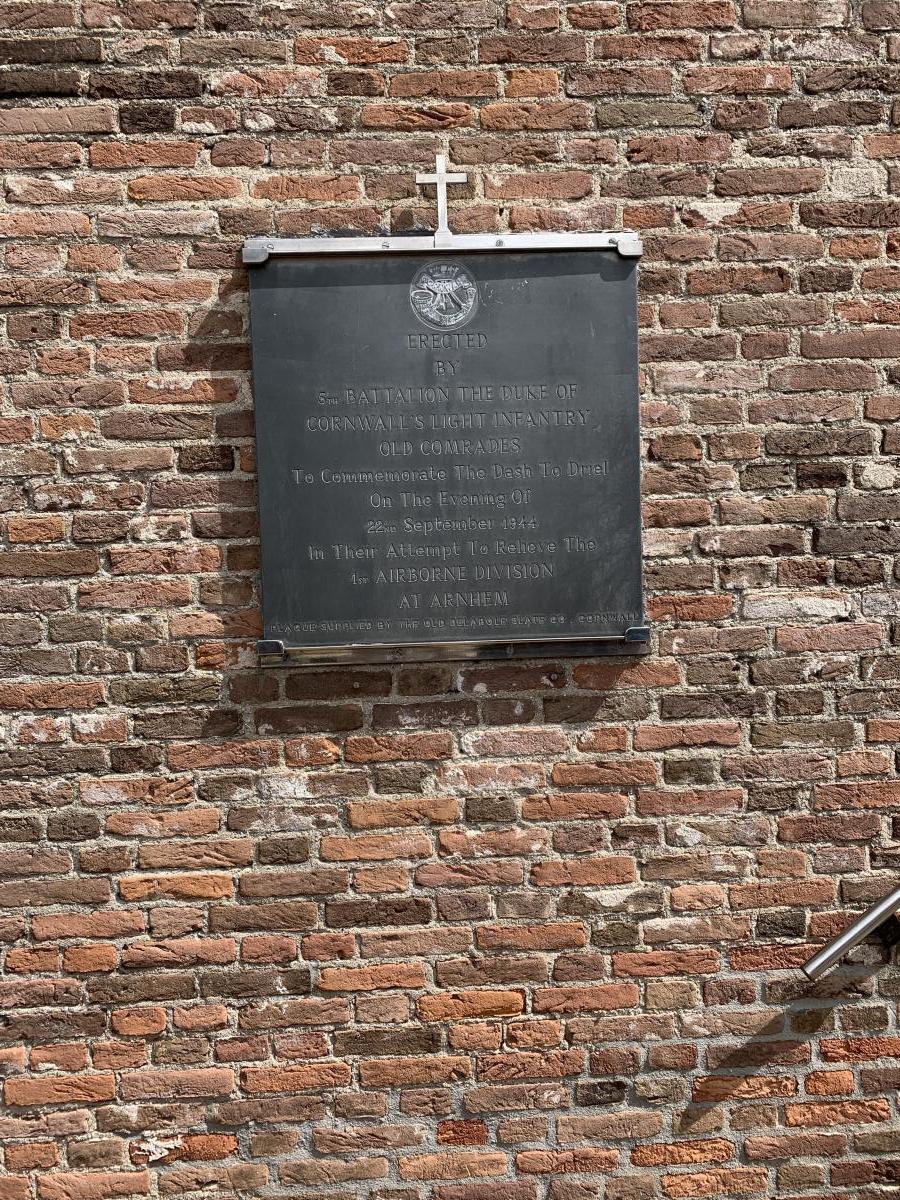 ERECTED
BY
5TH BATTALION THE DUKE OF
CORNWALL'S LIGHT INFANTRY
OLD COMRADES
To Commemorate The Dash To Driel
On The Evening Of
22ND September 1944
In Their Attempt To Relieve The
1ST AIRBORNE DIVISION
AT ARNHEM
PLAQUE SUPPLIED BY THE OLD DELABOLE SLATE CO. CORNWALL